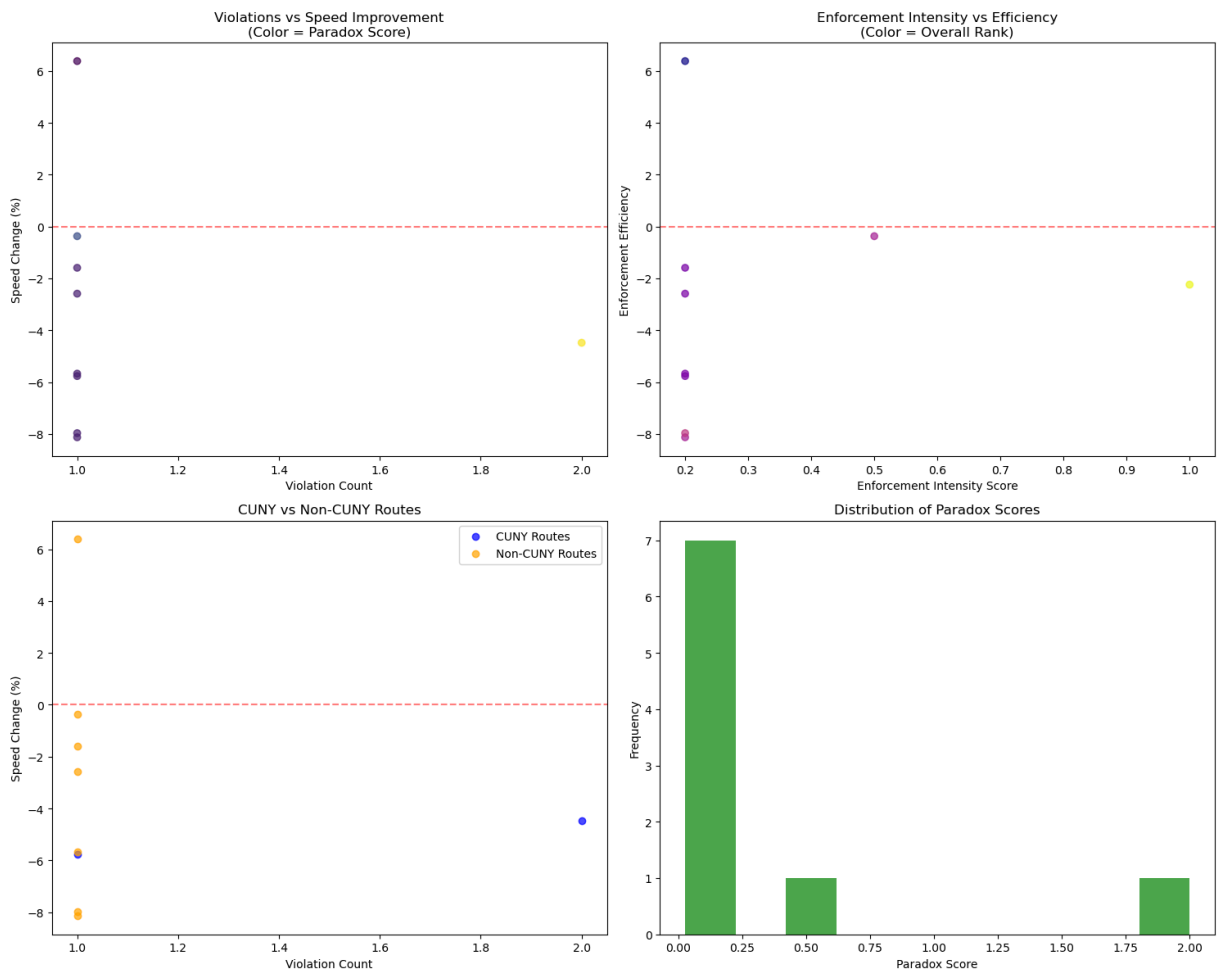 Violations vs Speed Improvement
(Color = Paradox Score)
Speed Change (%)
6
4
2
0
−2
−4
−6
−8
1.0 1.2 1.4 1.6 1.8 2.0
Violation Count
Enforcement Intensity vs Efficiency
(Color = Overall Rank)
Enforcement Efficiency
6
4
2
0
−2
−4
−6
−8
0.2 0.3 0.4 0.5 0.6 0.7 0.8 0.9 1.0
Enforcement Intensity Score
CUNY vs Non-CUNY Routes
CUNY Routes
Non-CUNY Routes
Speed Change (%)
6
4
2
0
−2
−4
−6
−8
1.0 1.2 1.4 1.6 1.8 2.0
Violation Count
Distribution of Paradox Scores
Frequency
7
6
5
4
3
2
1
0
0.00 0.25 0.50 0.75 1.00 1.25 1.50 1.75 2.00
Paradox Score